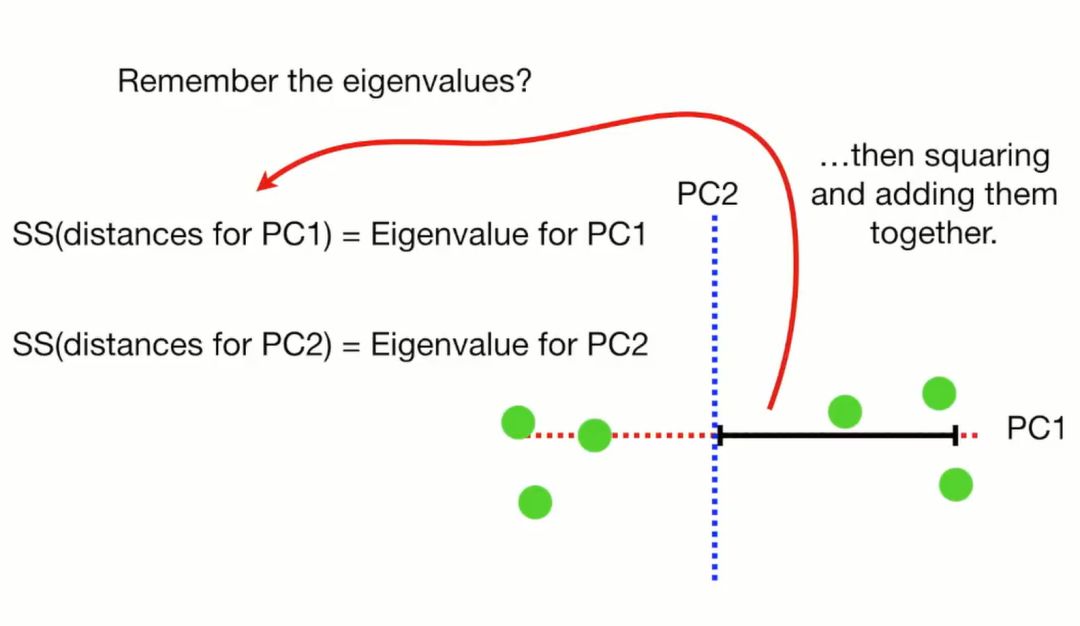 Remember the eigenvalues?
…then squaring
and adding them
together.
PC2
SS(distances for PC1) = Eigenvalue for PC1
SS(distances for PC2) = Eigenvalue for PC2
PC1